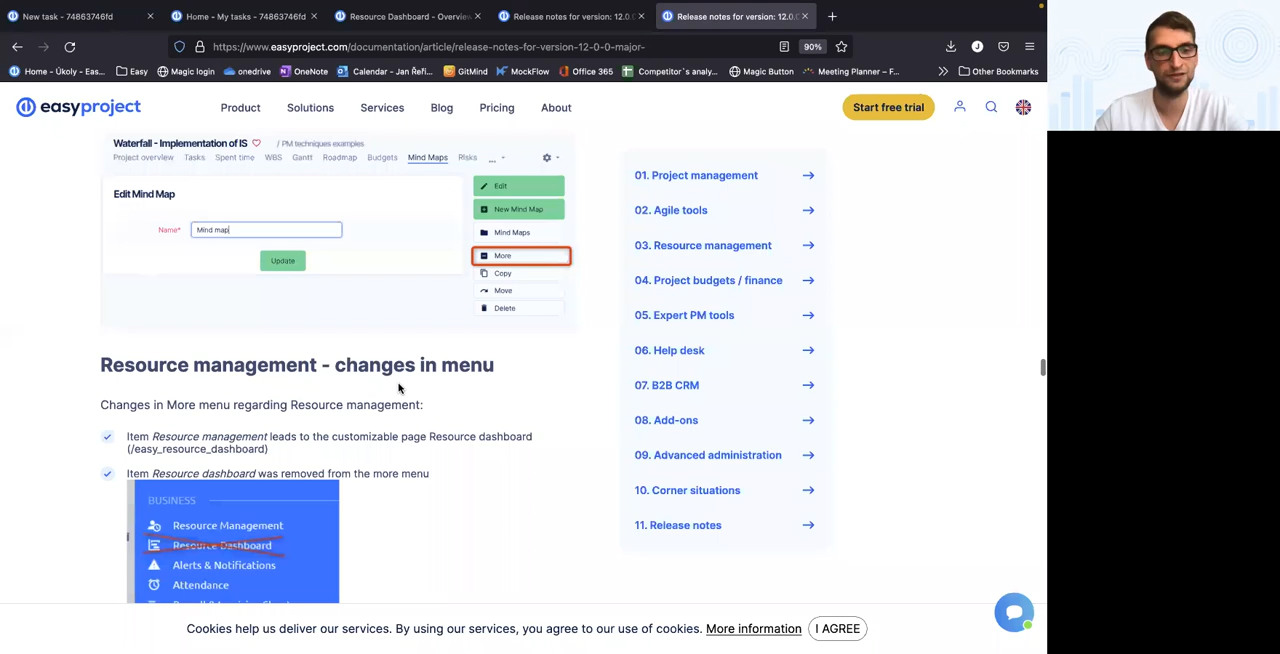 New task - 74863746fd
Home - My tasks - 74863746fd
Resource Dashboard - Overview
Release notes for version: 12.0.0
Release notes for version: 12.0.0
https://www.easyproject.com/documentation/article/release-notes-for-version-12-0-0-major-
90%
Home - Úkoly - Eas...
Easy
Magic login
onedrive
OneNote
Calendar - Jan Řeři...
GitMind
MockFlow
Office 365
Competitor´s analy...
Magic Button
Meeting Planner – F...
Other Bookmarks
easyproject
Product
Solutions
Services
Blog
Pricing
About
Start free trial
Waterfall - Implementation of IS
/ PM techniques examples
Project overview
Tasks
Spent time
WBS
Gantt
Roadmap
Budgets
Mind Maps
Risks
...
Edit Mind Map
Name*
Mind map
Update
Edit
New Mind Map
Mind Maps
More
Copy
Move
Delete
Resource management - changes in menu
Changes in More menu regarding Resource management:
Item Resource management leads to the customizable page Resource dashboard
(/easy_resource_dashboard)
Item Resource dashboard was removed from the more menu
BUSINESS
Resource Management
Resource Dashboard
Alerts & Notifications
Attendance
01. Project management
02. Agile tools
03. Resource management
04. Project budgets / finance
05. Expert PM tools
06. Help desk
07. B2B CRM
08. Add-ons
09. Advanced administration
10. Corner situations
11. Release notes
Cookies help us deliver our services. By using our services, you agree to our use of cookies. More information
I AGREE